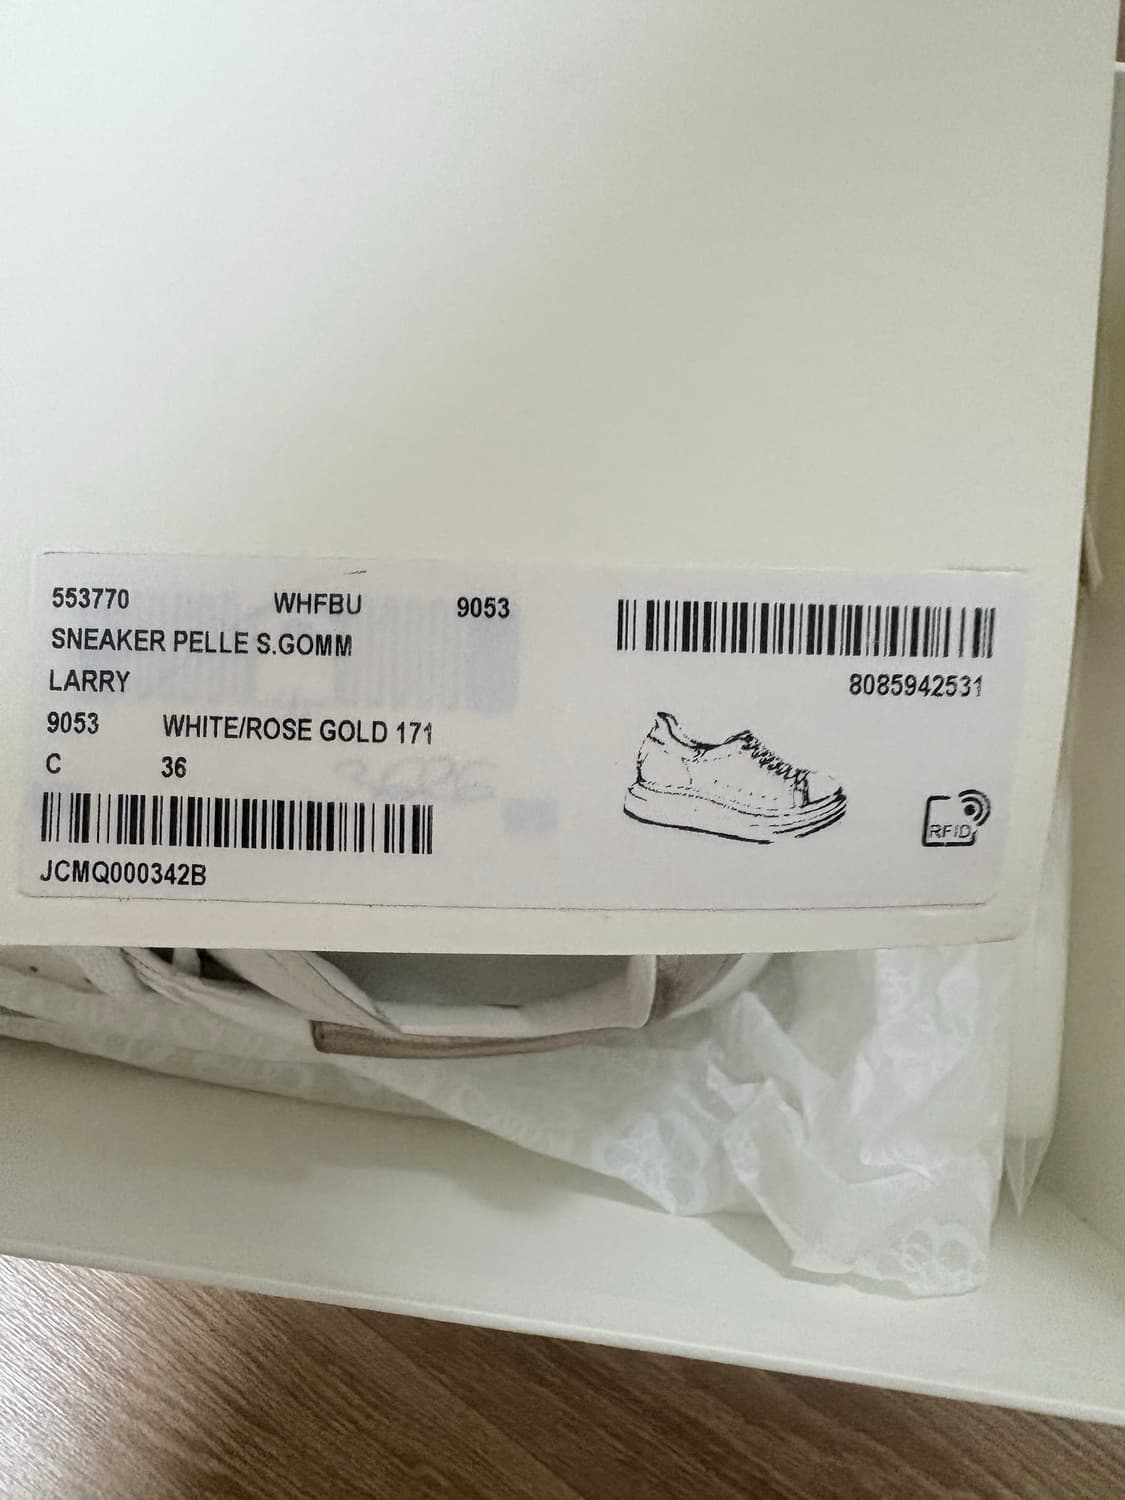 553770 WHFBU 9053
SNEAKER PELLE S.GOMM
LARRY
9053 WHITE/ROSE GOLD 171
C 36
JCMQ000342B
8085942531
RFID